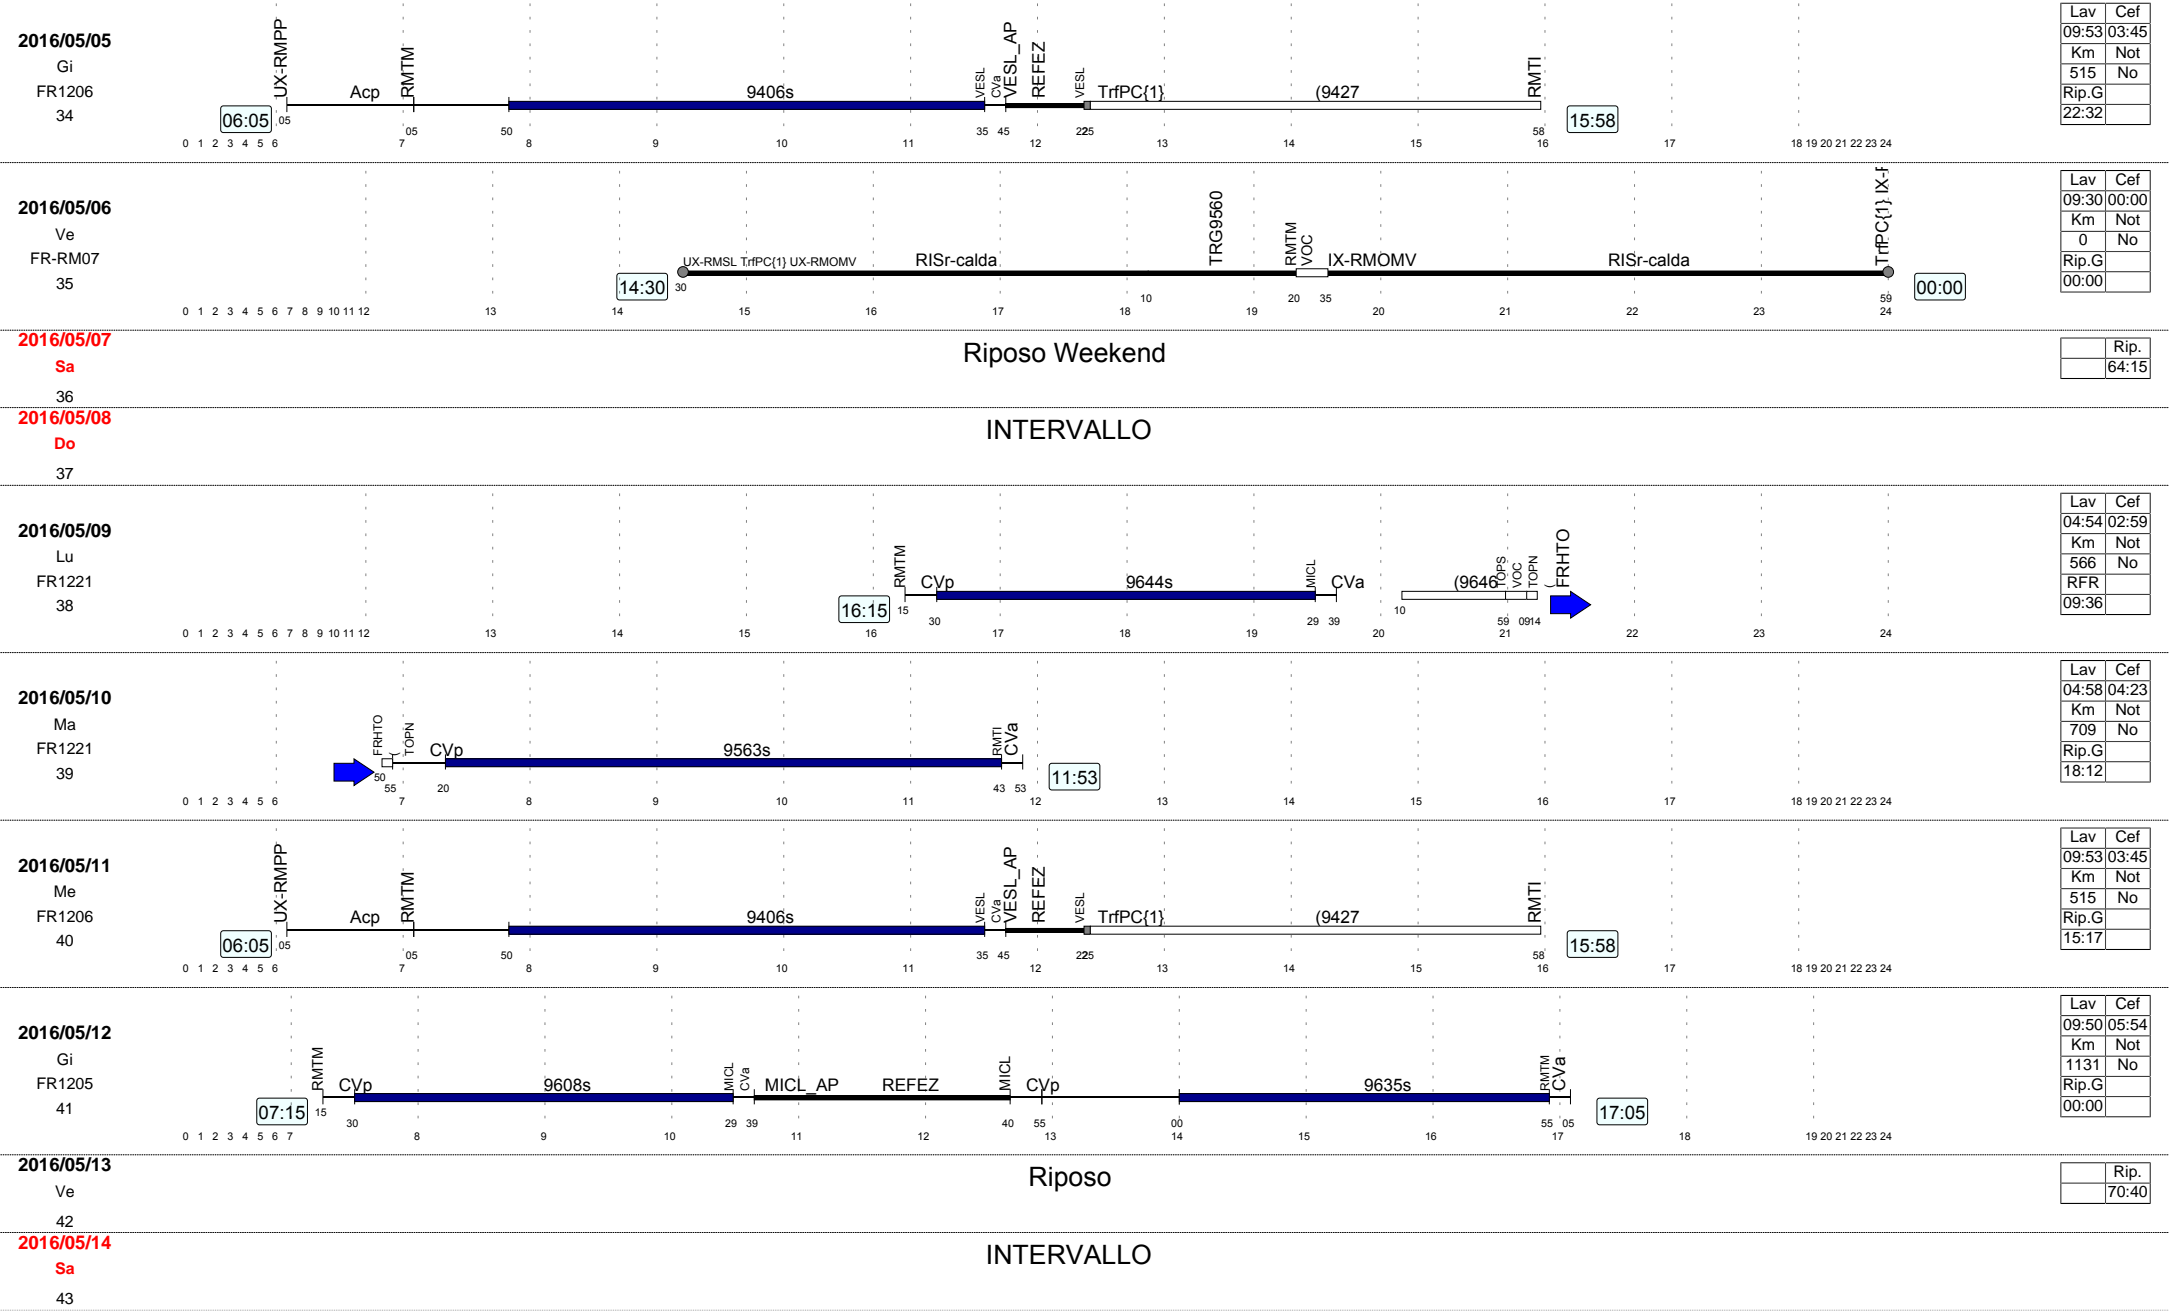 2016/05/05
Gi
FR1206
34
06:05
UX-RMPP Acp RMTM 9406s VESL CVa VESL_AP REFEZ VESL TrfPC{1} (9427 RMTI
05 05 50 35 45 22 25 58
15:58
0 1 2 3 4 5 6 7 8 9 10 11 12 13 14 15 16 17 18 19 20 21 22 23 24
Lav Cef
09:53 03:45
Km Not
515 No
Rip.G
22:32
2016/05/06
Ve
FR-RM07
35
14:30
UX-RMSL TrfPC{1} UX-RMOMV RISr-calda TRG9560 RMTM VOC IX-RMOMV RISr-calda TrfPC{1}
30 10 20 35 59
00:00
0 1 2 3 4 5 6 7 8 9 10 11 12 13 14 15 16 17 18 19 20 21 22 23 24
Lav Cef
09:30 00:00
Km Not
0 No
Rip.G
00:00
2016/05/07
Sa
36
Riposo Weekend
Rip.
64:15
2016/05/08
Do
37
INTERVALLO
2016/05/09
Lu
FR1221
38
16:15
RMTM CVp 9644s MICL CVa (9646 TOPS VOC TOPN ( FRHTO
15 30 29 39 10 59 09 14
0 1 2 3 4 5 6 7 8 9 10 11 12 13 14 15 16 17 18 19 20 21 22 23 24
Lav Cef
04:54 02:59
Km Not
566 No
RFR
09:36
2016/05/10
Ma
FR1221
39
FRHTO ( TOPN CVp 9563s RMTI CVa
50 55 20 43 53
11:53
0 1 2 3 4 5 6 7 8 9 10 11 12 13 14 15 16 17 18 19 20 21 22 23 24
Lav Cef
04:58 04:23
Km Not
709 No
Rip.G
18:12
2016/05/11
Me
FR1206
40
06:05
UX-RMPP Acp RMTM 9406s VESL CVa VESL_AP REFEZ VESL TrfPC{1} (9427 RMTI
05 05 50 35 45 22 25 58
15:58
0 1 2 3 4 5 6 7 8 9 10 11 12 13 14 15 16 17 18 19 20 21 22 23 24
Lav Cef
09:53 03:45
Km Not
515 No
Rip.G
15:17
2016/05/12
Gi
FR1205
41
07:15
RMTM CVp 9608s MICL CVa MICL_AP REFEZ MICL CVp 9635s RMTM CVa
15 30 29 39 40 55 00 55 05
17:05
0 1 2 3 4 5 6 7 8 9 10 11 12 13 14 15 16 17 18 19 20 21 22 23 24
Lav Cef
09:50 05:54
Km Not
1131 No
Rip.G
00:00
2016/05/13
Ve
42
Riposo
Rip.
70:40
2016/05/14
Sa
43
INTERVALLO